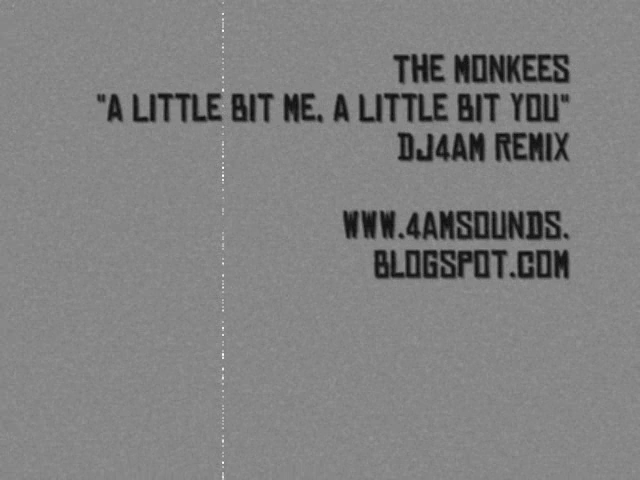 THE MONKEES
"A LITTLE BIT ME, A LITTLE BIT YOU"
DJ4AM REMIX
WWW.4AMSOUNDS.
BLOGSPOT.COM